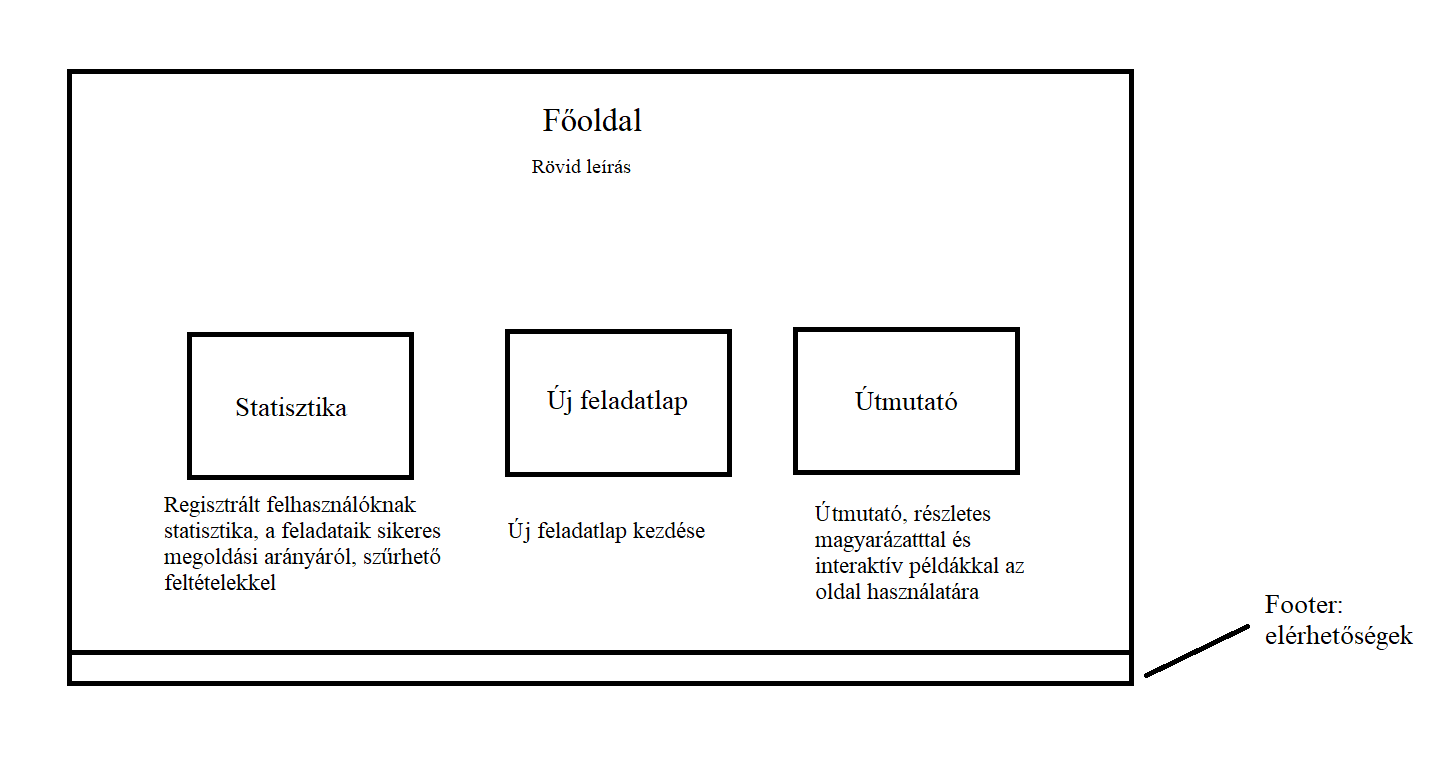 Főoldal
Rövid leírás
Statisztika
Új feladatlap
Útmutató
Regisztrált felhasználóknak
statisztika, a feladataik sikeres
megoldási arányáról, szűrhető
feltételekkel
Új feladatlap kezdése
Útmutató, részletes
magyarázatttal és
interaktív példákkal az
oldal használatára
Footer:
elérhetőségek